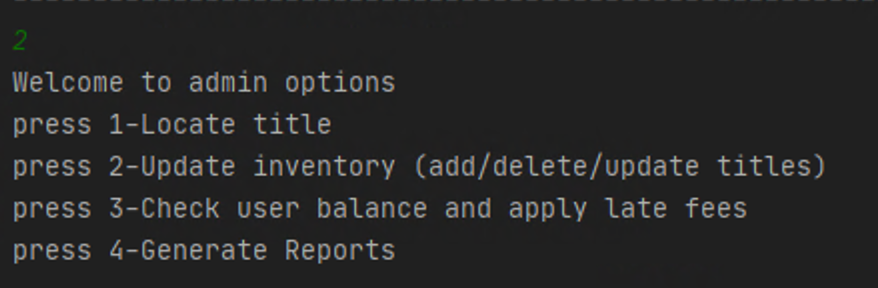 2
Welcome to admin options
press 1-Locate title
press 2-Update inventory (add/delete/update titles)
press 3-Check user balance and apply late fees
press 4-Generate Reports